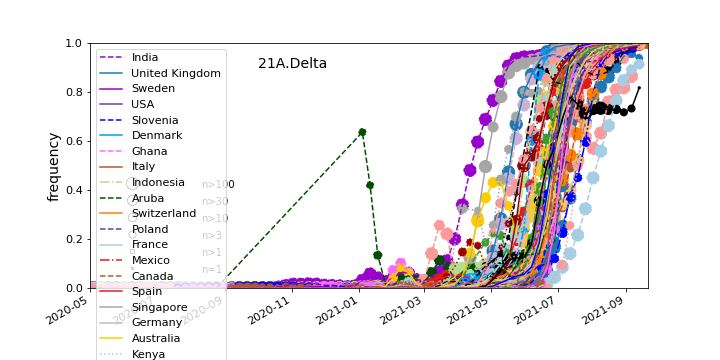 21A.Delta
frequency
1.0
0.8
0.6
0.4
0.2
0.0
2020-05
2020-09
2020-11
2021-01
2021-03
2021-05
2021-07
2021-09
India
United Kingdom
Sweden
USA
Slovenia
Denmark
Ghana
Italy
Indonesia
Aruba
Switzerland
Poland
France
Mexico
Canada
Spain
Singapore
Germany
Australia
Kenya
n>100
n>30
n>10
n>3
n>1
n=1